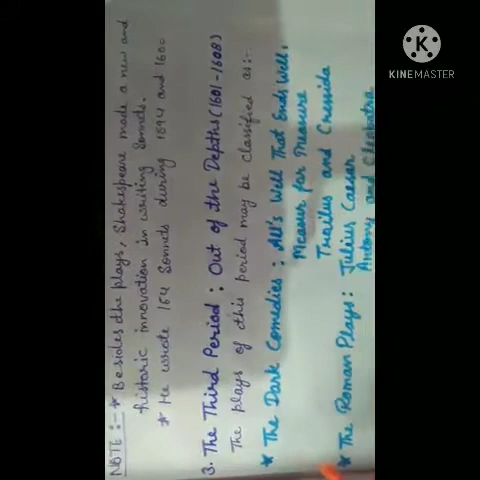 NOTE :- * Besides the plays, Shakespeare made a new and
historic innovation in writing Sonnets.
* He wrote 164 Sonnets during 1594 and 1600
3. The Third Period : Out of the Depths (1601-1608)
The plays of this period may be classified as :-
* The Dark Comedies : All's Well That Ends Well,
Measur for Measure
Troilus and Cressida
* The Roman Plays : Julius Caesar
Antony and Cleopatra
KINEMASTER